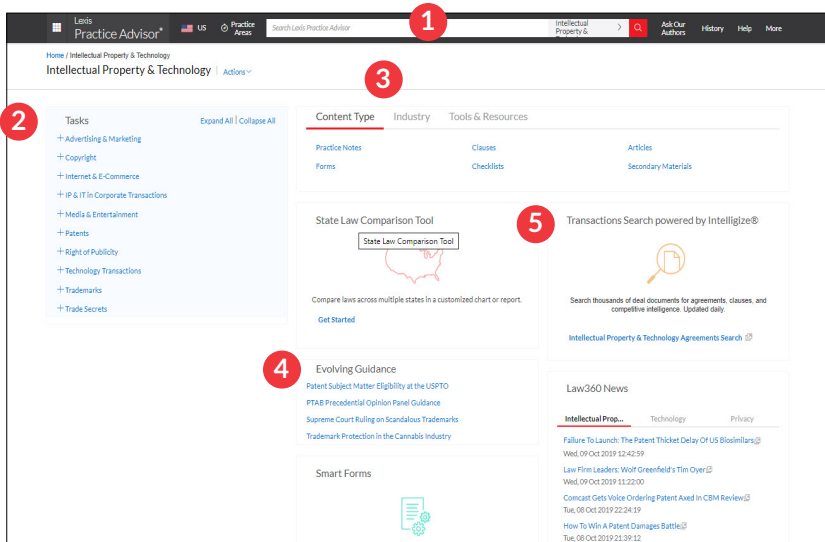 1
Lexis
Practice Advisor®
US
Practice Areas
Search Lexis Practice Advisor
Intellectual Property &
Ask Our Authors
History
Help
More
Home / Intellectual Property & Technology
Intellectual Property & Technology
Actions
3
2
Tasks
Expand All | Collapse All
+ Advertising & Marketing
+ Copyright
+ Internet & E-Commerce
+ IP & IT in Corporate Transactions
+ Media & Entertainment
+ Patents
+ Right of Publicity
+ Technology Transactions
+ Trademarks
+ Trade Secrets
Content Type
Industry
Tools & Resources
Practice Notes
Clauses
Articles
Forms
Checklists
Secondary Materials
State Law Comparison Tool
State Law Comparison Tool
Compare laws across multiple states in a customized chart or report.
Get Started
5
Transactions Search powered by Intelligize®
Search thousands of deal documents for agreements, clauses, and
competitive intelligence. Updated daily.
Intellectual Property & Technology Agreements Search
4
Evolving Guidance
Patent Subject Matter Eligibility at the USPTO
PTAB Precedential Opinion Panel Guidance
Supreme Court Ruling on Scandalous Trademarks
Trademark Protection in the Cannabis Industry
Smart Forms
Law360 News
Intellectual Prop...
Technology
Privacy
Failure To Launch: The Patent Thicket Delay Of US Biosimilars
Wed, 09 Oct 2019 12:42:59
Law Firm Leaders: Wolf Greenfield's Tim Oyer
Wed, 09 Oct 2019 11:22:00
Comcast Gets Voice Ordering Patent Axed In CBM Review
Tue, 08 Oct 2019 22:24:19
How To Win A Patent Damages Battle
Tue, 08 Oct 2019 21:39:12